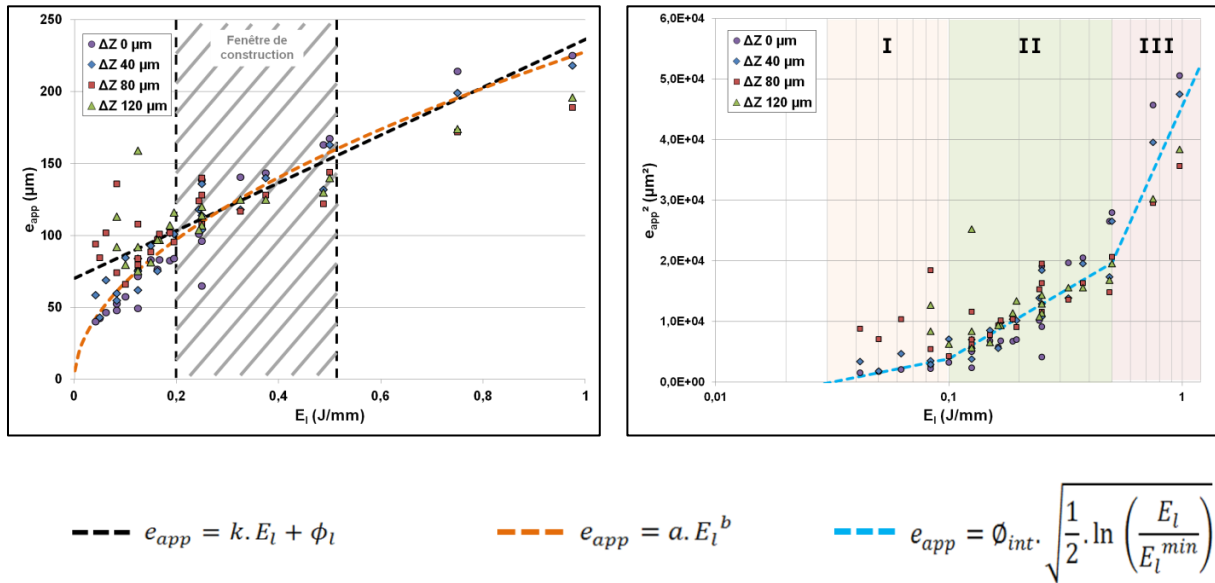 250
200
150
100
50
0
e_app (µm)
ΔZ 0 µm
ΔZ 40 µm
ΔZ 80 µm
ΔZ 120 µm
Fenêtre de
construction
0 0,2 0,4 0,6 0,8 1
E_l (J/mm)
6,0E+04
5,0E+04
4,0E+04
3,0E+04
2,0E+04
1,0E+04
0,0E+00
e_app² (µm²)
ΔZ 0 µm
ΔZ 40 µm
ΔZ 80 µm
ΔZ 120 µm
I II III
0,01 0,1 1
E_l (J/mm)
e_app = k. E_l + ϕ_l
e_app = a. E_l^b
e_app = Ø_int. √(1/2 . ln (E_l / E_l^min))